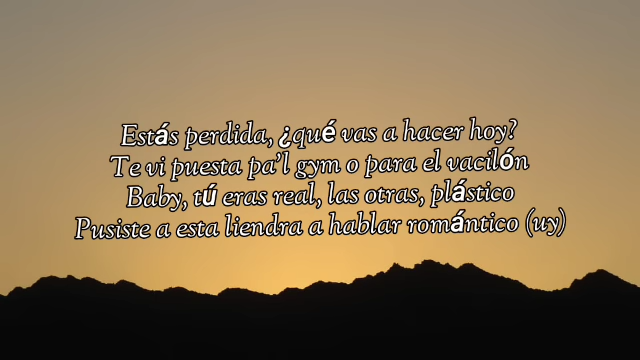 Estás perdida, ¿qué vas a hacer hoy?
Te vi puesta pa'l gym o para el vacilón
Baby, tú eras real, las otras, plástico
Pusiste a esta liendra a hablar romántico (uy)